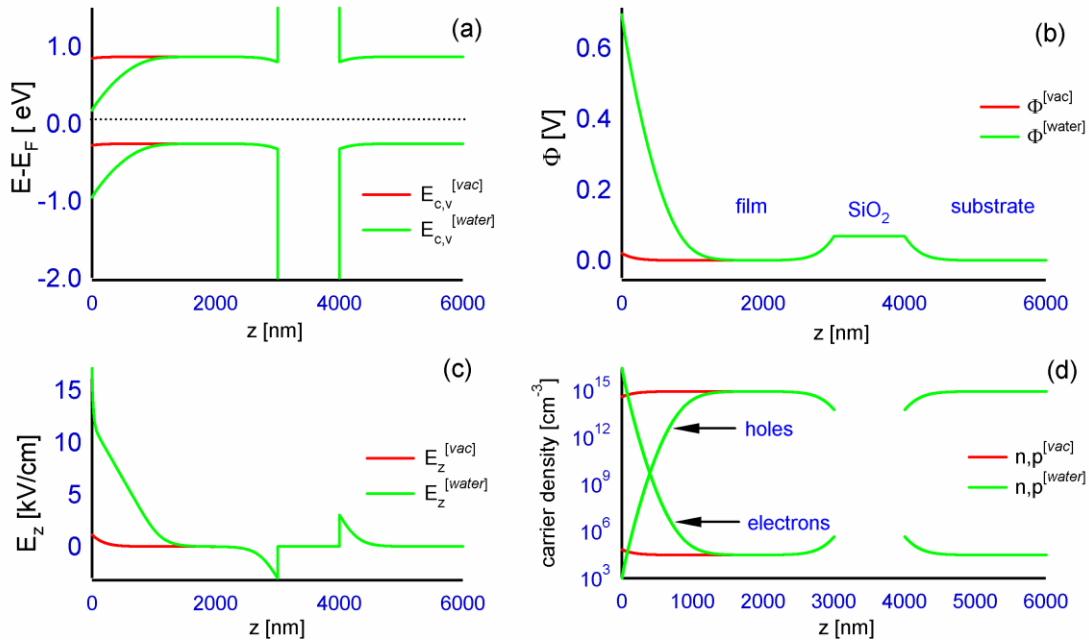 (a)
E-E_F [ eV]
1.0
0.0
-1.0
-2.0
E_c,v^[vac]
E_c,v^[water]
0 2000 4000 6000
z [nm]
(b)
Φ [V]
0.6
0.4
0.2
0.0
Φ^[vac]
Φ^[water]
film SiO₂ substrate
0 1000 2000 3000 4000 5000 6000
z [nm]
(c)
E_z [kV/cm]
15
10
5
0
E_z^[vac]
E_z^[water]
0 2000 4000 6000
z [nm]
(d)
carrier density [cm^-3]
10^15
10^12
10^9
10^6
10^3
holes
electrons
n,p^[vac]
n,p^[water]
0 1000 2000 3000 4000 5000 6000
z [nm]